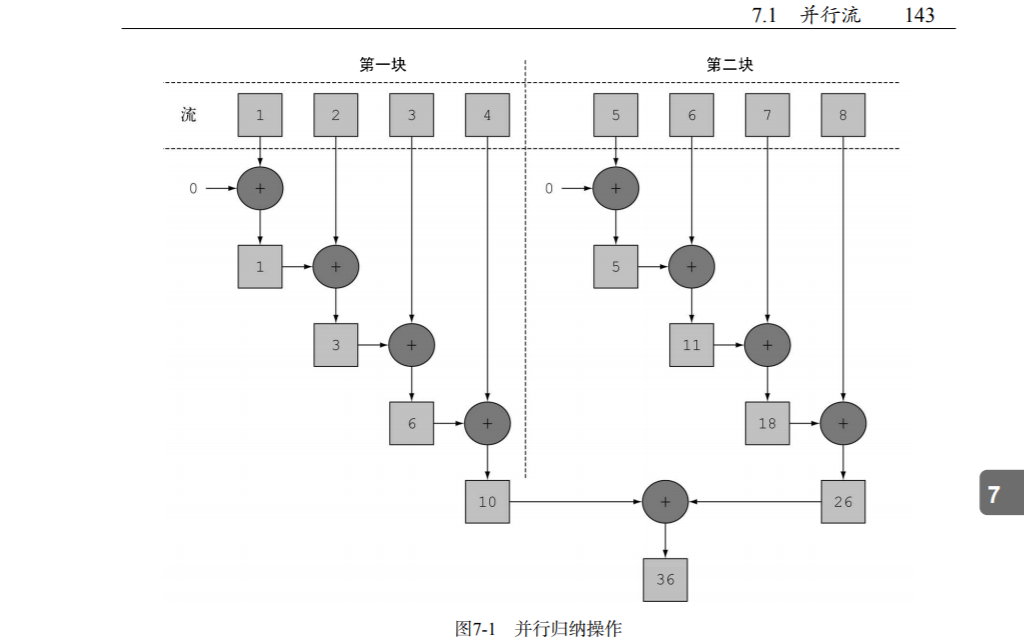 7.1 并行流 143
第一块 第二块
流 1 2 3 4 5 6 7 8
0 + 0 +
1 + 5 +
3 + 11 +
6 + 18 +
10 + 26
7
36
图7-1 并行归纳操作